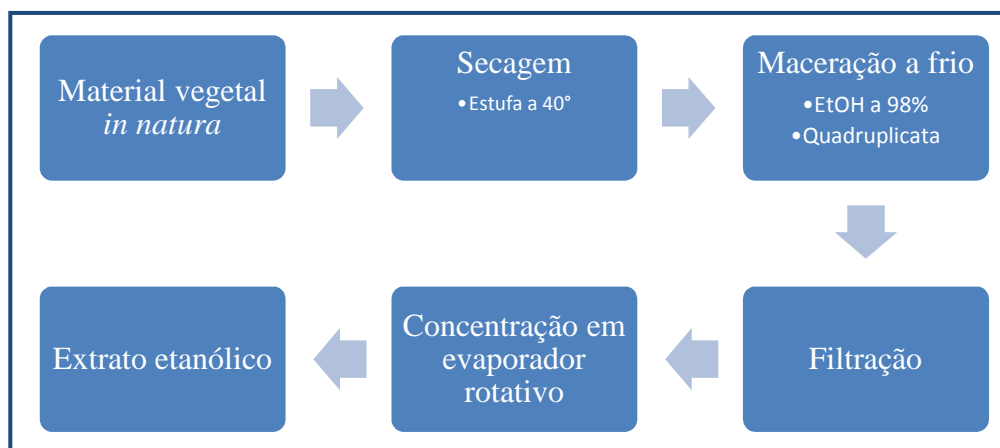 Material vegetal
in natura
Secagem
•Estufa a 40°
Maceração a frio
•EtOH a 98%
•Quadruplicata
Filtração
Concentração em
evaporador
rotativo
Extrato etanólico